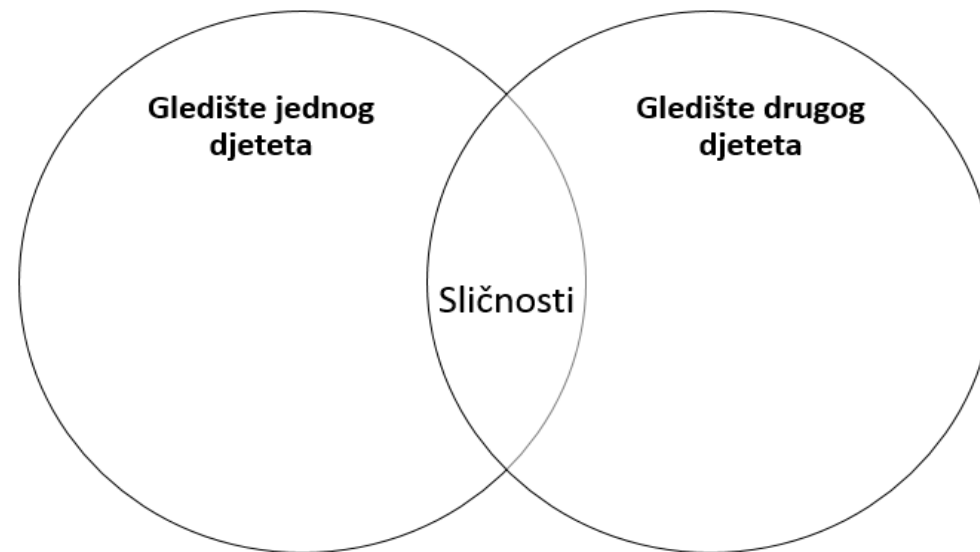 Gledište jednog
djeteta
Gledište drugog
djeteta
Sličnosti